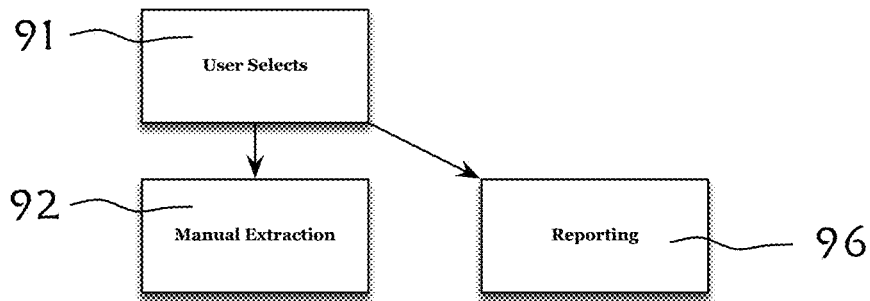 91
User Selects
92
Manual Extraction
Reporting
96